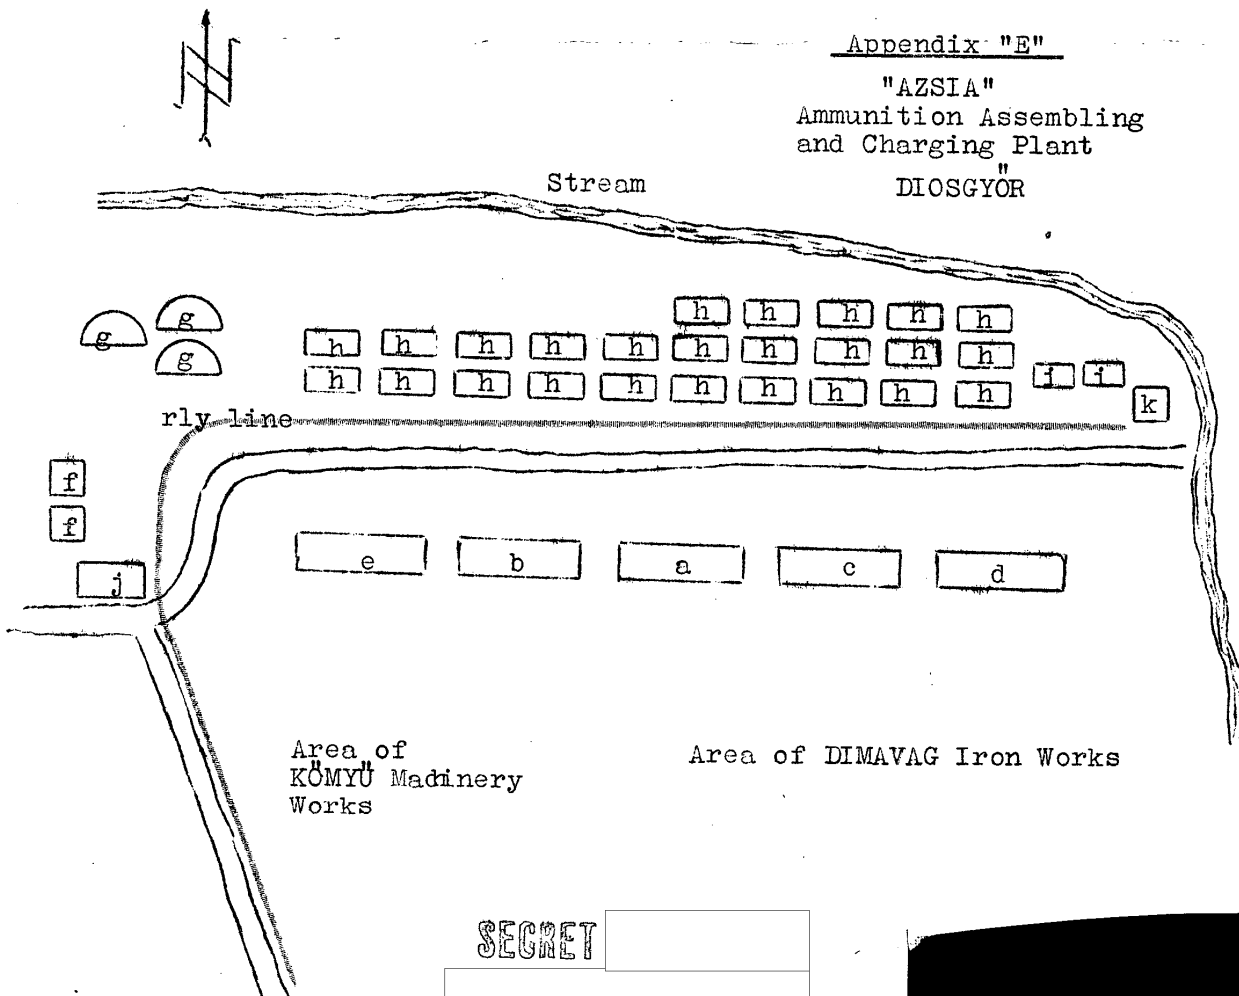 N
Appendix "E"
"AZSIA"
Ammunition Assembling
and Charging Plant
DIOSGYŐR
Stream
h h h h h
g g
h h h h h h h h h h
g
h h h h h h h h h h
i i
k
rly line
f
f
e b a c d
j
Area of
KÖMYÜ Machinery
Works
Area of DIMAVAG Iron Works
SECRET